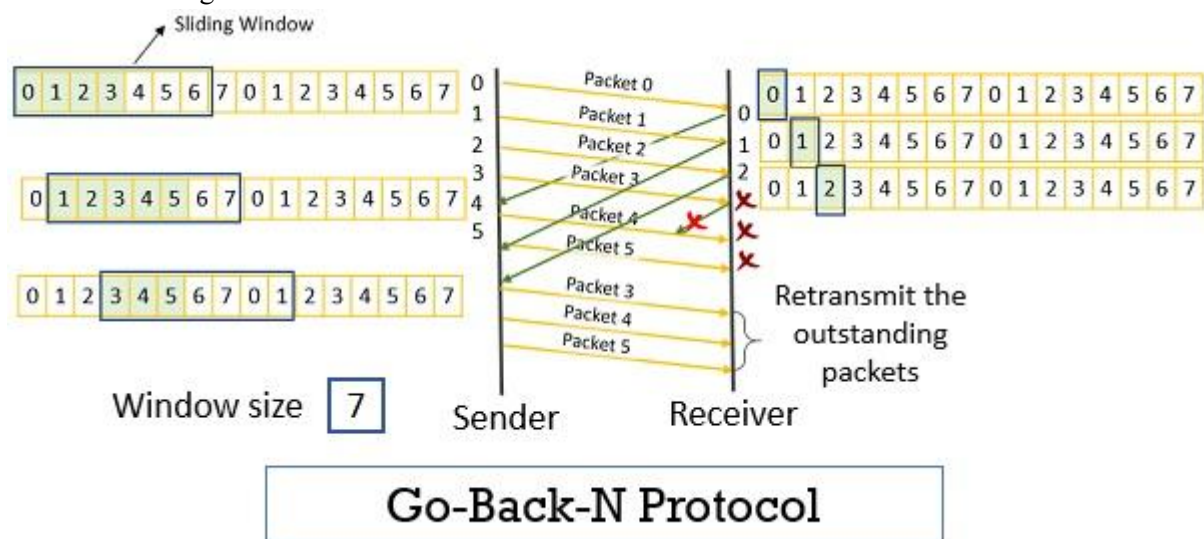 Sliding Window
0 1 2 3 4 5 6 7 0 1 2 3 4 5 6 7
0 1 2 3 4 5 6 7 0 1 2 3 4 5 6 7
0 1 2 3 4 5 6 7 0 1 2 3 4 5 6 7
Window size 7
0
1
2
3
4
5
Packet 0
Packet 1
Packet 2
Packet 3
Packet 4
Packet 5
Packet 3
Packet 4
Packet 5
0
1
2
Sender
Receiver
0 1 2 3 4 5 6 7 0 1 2 3 4 5 6 7
0 1 2 3 4 5 6 7 0 1 2 3 4 5 6 7
0 1 2 3 4 5 6 7 0 1 2 3 4 5 6 7
Retransmit the
outstanding
packets
Go-Back-N Protocol